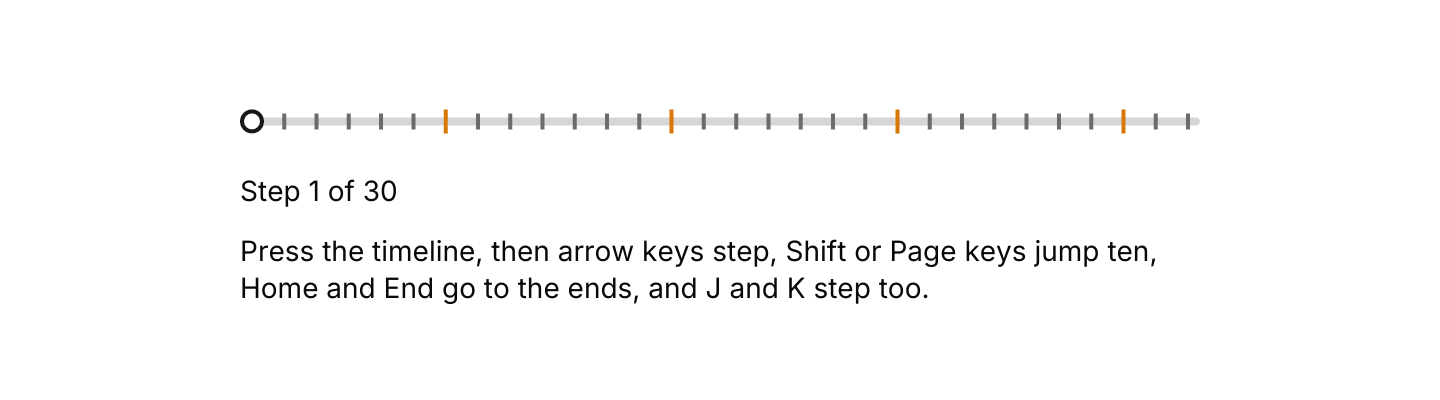 Step 1 of 30
Press the timeline, then arrow keys step, Shift or Page keys jump ten,
Home and End go to the ends, and J and K step too.